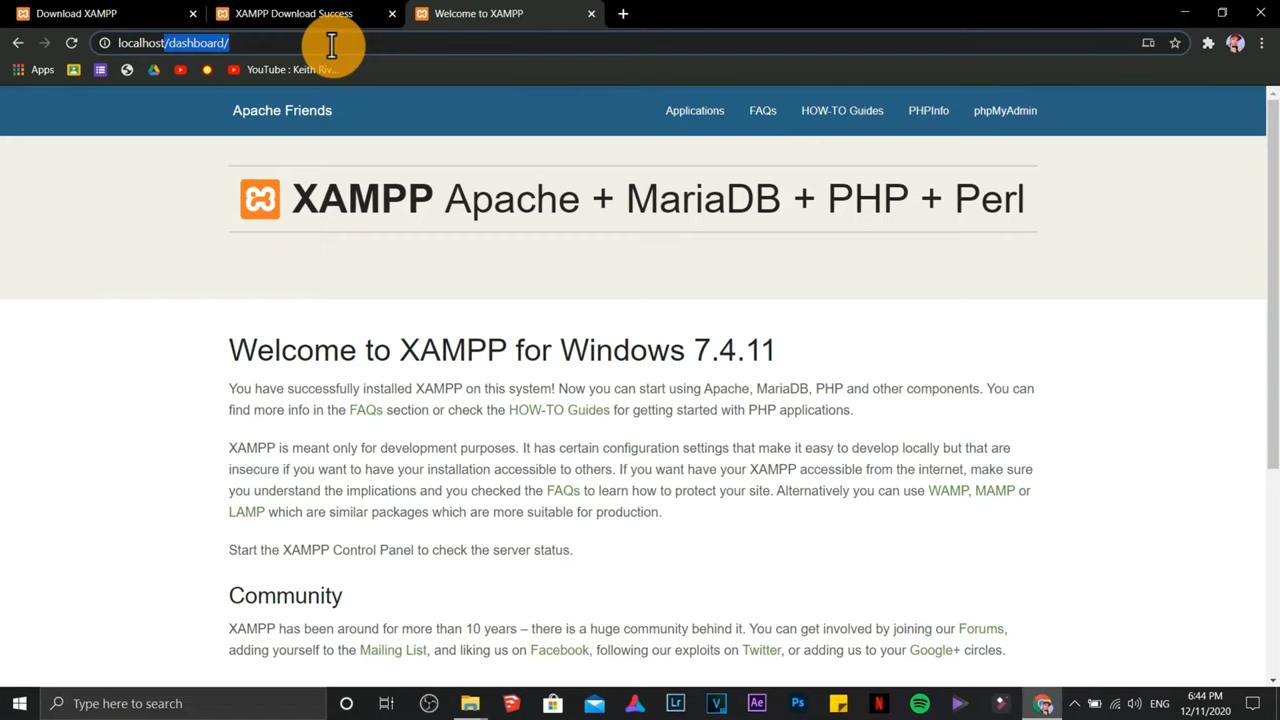 Download XAMPP
XAMPP Download Success
Welcome to XAMPP
localhost/dashboard/
Apps
YouTube : Keith Riv...
Apache Friends
Applications
FAQs
HOW-TO Guides
PHPInfo
phpMyAdmin
XAMPP Apache + MariaDB + PHP + Perl
Welcome to XAMPP for Windows 7.4.11
You have successfully installed XAMPP on this system! Now you can start using Apache, MariaDB, PHP and other components. You can
find more info in the FAQs section or check the HOW-TO Guides for getting started with PHP applications.
XAMPP is meant only for development purposes. It has certain configuration settings that make it easy to develop locally but that are
insecure if you want to have your installation accessible to others. If you want have your XAMPP accessible from the internet, make sure
you understand the implications and you checked the FAQs to learn how to protect your site. Alternatively you can use WAMP, MAMP or
LAMP which are similar packages which are more suitable for production.
Start the XAMPP Control Panel to check the server status.
Community
XAMPP has been around for more than 10 years – there is a huge community behind it. You can get involved by joining our Forums,
adding yourself to the Mailing List, and liking us on Facebook, following our exploits on Twitter, or adding us to your Google+ circles.
Type here to search
Lr
V
Ae
Ps
N
ENG
6:44 PM
12/11/2020